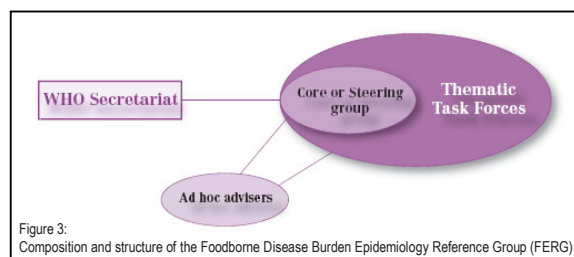 WHO Secretariat
Core or Steering
group
Thematic
Task Forces
Ad hoc advisers
Figure 3:
Composition and structure of the Foodborne Disease Burden Epidemiology Reference Group (FERG)